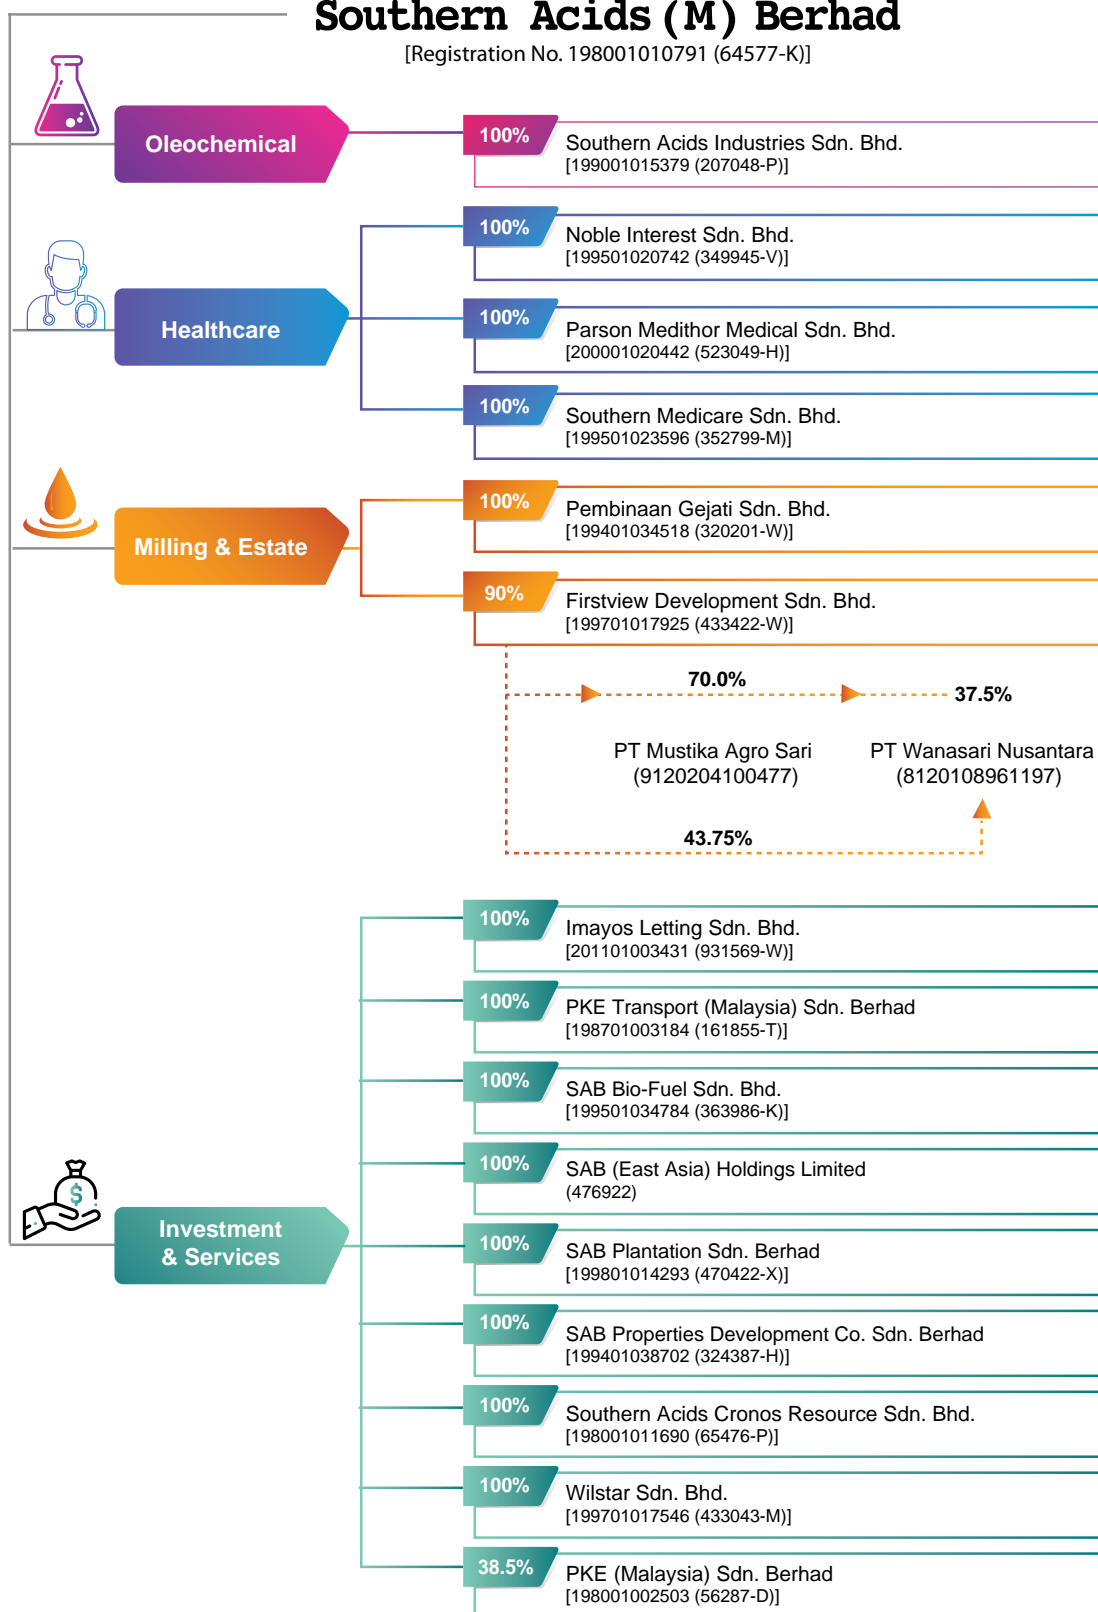 Southern Acids (M) Berhad
[Registration No. 198001010791 (64577-K)]
Oleochemical
100%
Southern Acids Industries Sdn. Bhd.
[199001015379 (207048-P)]
Healthcare
100%
Noble Interest Sdn. Bhd.
[199501020742 (349945-V)]
100%
Parson Medithor Medical Sdn. Bhd.
[200001020442 (523049-H)]
100%
Southern Medicare Sdn. Bhd.
[199501023596 (352799-M)]
Milling & Estate
100%
Pembinaan Gejati Sdn. Bhd.
[199401034518 (320201-W)]
90%
Firstview Development Sdn. Bhd.
[199701017925 (433422-W)]
70.0%
37.5%
PT Mustika Agro Sari
(9120204100477)
PT Wanasari Nusantara
(8120108961197)
43.75%
Investment
& Services
100%
Imayos Letting Sdn. Bhd.
[201101003431 (931569-W)]
100%
PKE Transport (Malaysia) Sdn. Berhad
[198701003184 (161855-T)]
100%
SAB Bio-Fuel Sdn. Bhd.
[199501034784 (363986-K)]
100%
SAB (East Asia) Holdings Limited
(476922)
100%
SAB Plantation Sdn. Berhad
[199801014293 (470422-X)]
100%
SAB Properties Development Co. Sdn. Berhad
[199401038702 (324387-H)]
100%
Southern Acids Cronos Resource Sdn. Bhd.
[198001011690 (65476-P)]
100%
Wilstar Sdn. Bhd.
[199701017546 (433043-M)]
38.5%
PKE (Malaysia) Sdn. Berhad
[198001002503 (56287-D)]
$